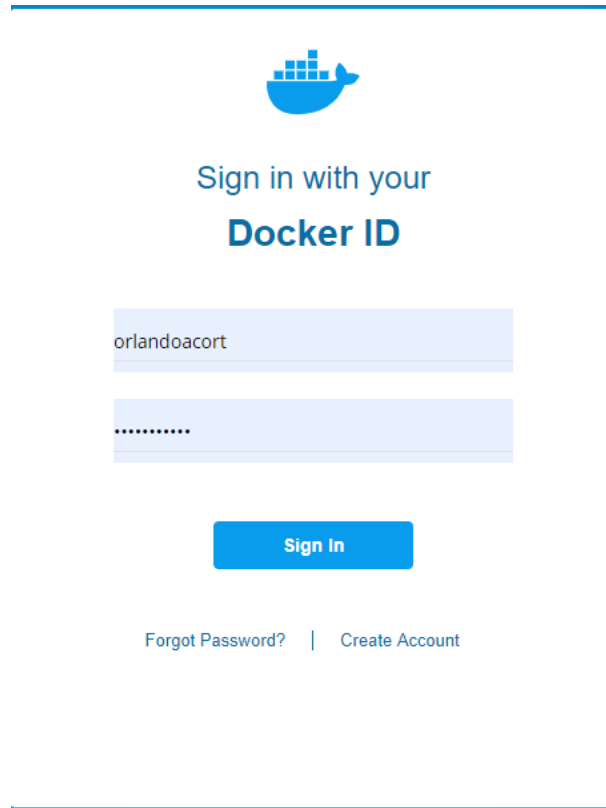 Sign in with your
Docker ID
orlandoacort
•••••••••••
Sign In
Forgot Password? | Create Account